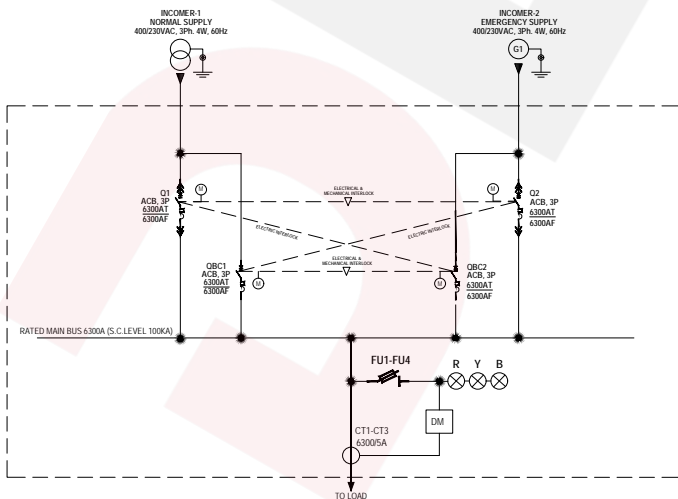 INCOMER-1
NORMAL SUPPLY
400/230VAC, 3Ph. 4W, 60Hz
INCOMER-2
EMERGENCY SUPPLY
400/230VAC, 3Ph. 4W, 60Hz
G1
Q1
ACB, 3P
6300AT
6300AF
M
ELECTRICAL &
MECHANICAL INTERLOCK
M
Q2
ACB, 3P
6300AT
6300AF
ELECTRIC INTERLOCK
ELECTRIC INTERLOCK
QBC1
ACB, 3P
6300AT
6300AF
M
ELECTRICAL &
MECHANICAL INTERLOCK
M
QBC2
ACB, 3P
6300AT
6300AF
RATED MAIN BUS 6300A (S.C.LEVEL 100KA)
FU1-FU4
R Y B
DM
CT1-CT3
6300/5A
TO LOAD